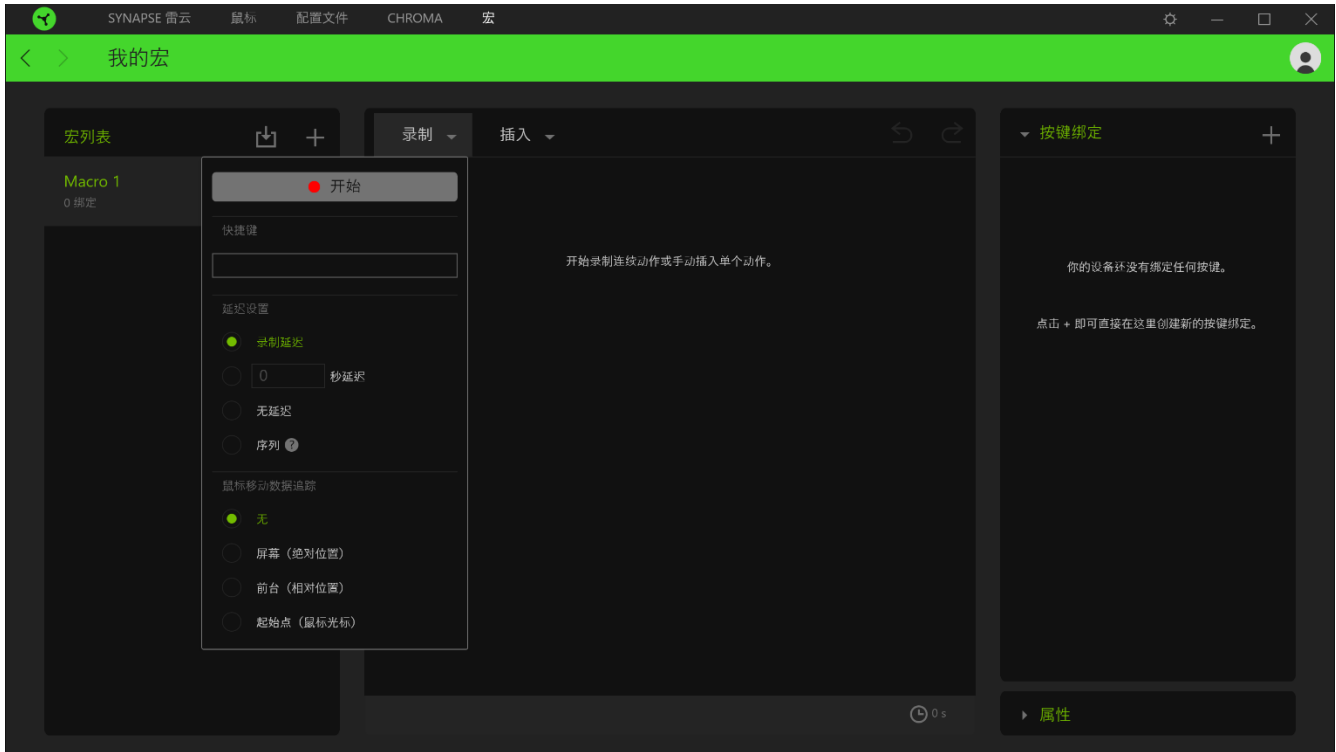 SYNAPSE 雷云 鼠标 配置文件 CHROMA 宏
我的宏
宏列表
Macro 1
0 绑定
录制 插入
开始
快捷键
延迟设置
录制延迟
0 秒延迟
无延迟
序列 ?
鼠标移动数据追踪
无
屏幕（绝对位置）
前台（相对位置）
起始点（鼠标光标）
开始录制连续动作或手动插入单个动作。
0 s
按键绑定
你的设备还没有绑定任何按键。
点击 + 即可直接在这里创建新的按键绑定。
属性